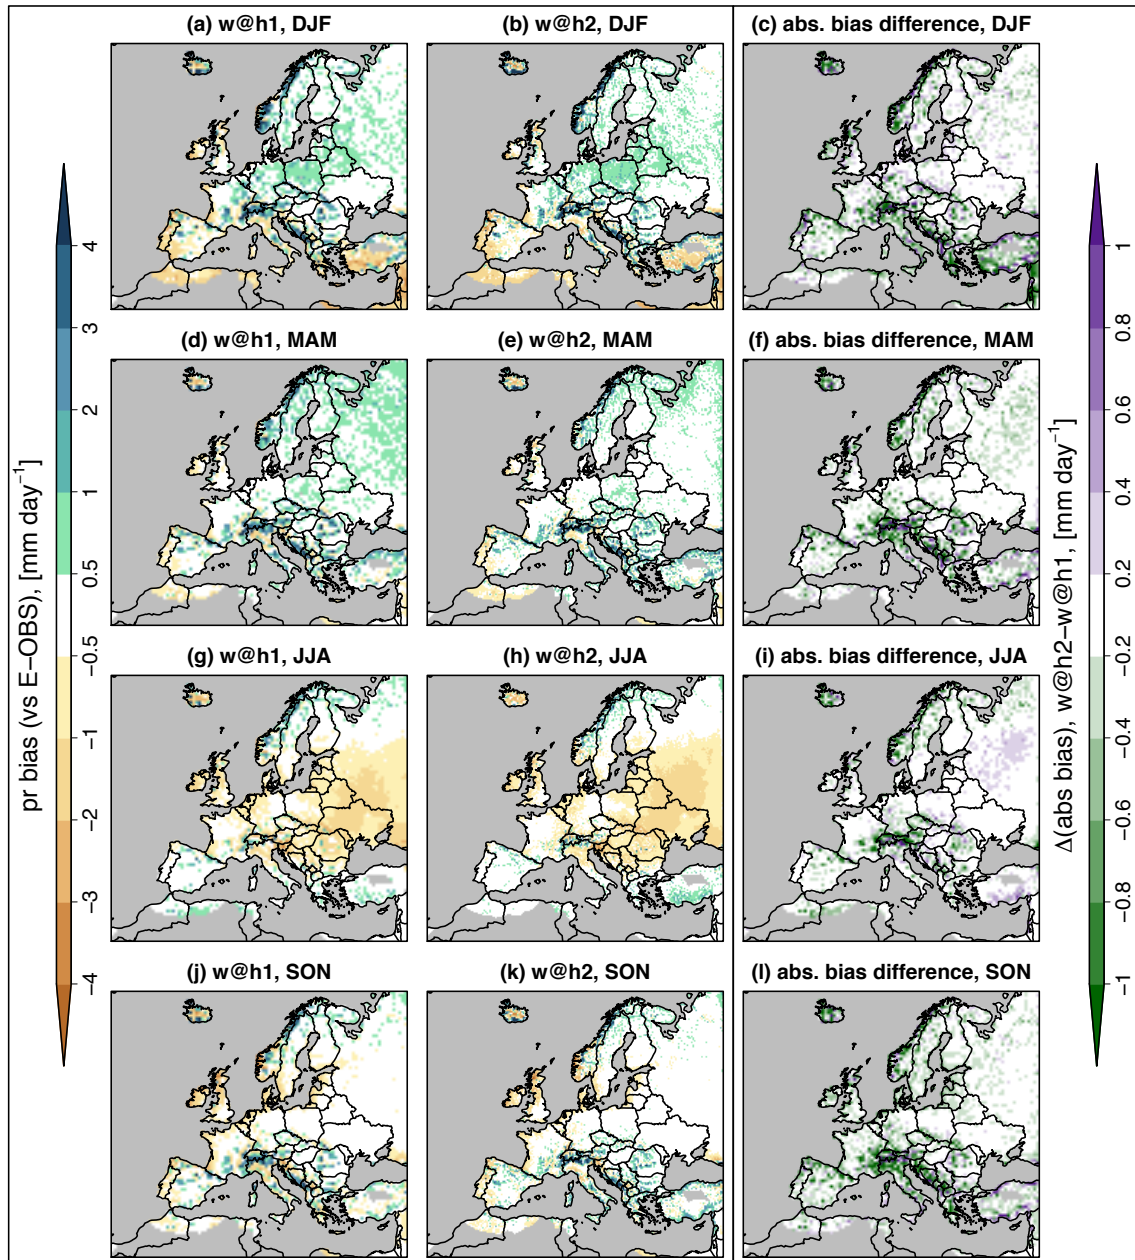 (a) w@h1, DJF
(b) w@h2, DJF
(c) abs. bias difference, DJF
(d) w@h1, MAM
(e) w@h2, MAM
(f) abs. bias difference, MAM
(g) w@h1, JJA
(h) w@h2, JJA
(i) abs. bias difference, JJA
(j) w@h1, SON
(k) w@h2, SON
(l) abs. bias difference, SON
pr bias (vs E−OBS), [mm day⁻¹]
4
3
2
1
0.5
−0.5
−1
−2
−3
−4
Δ(abs bias), w@h2−w@h1, [mm day⁻¹]
1
0.8
0.6
0.4
0.2
−0.2
−0.4
−0.6
−0.8
−1